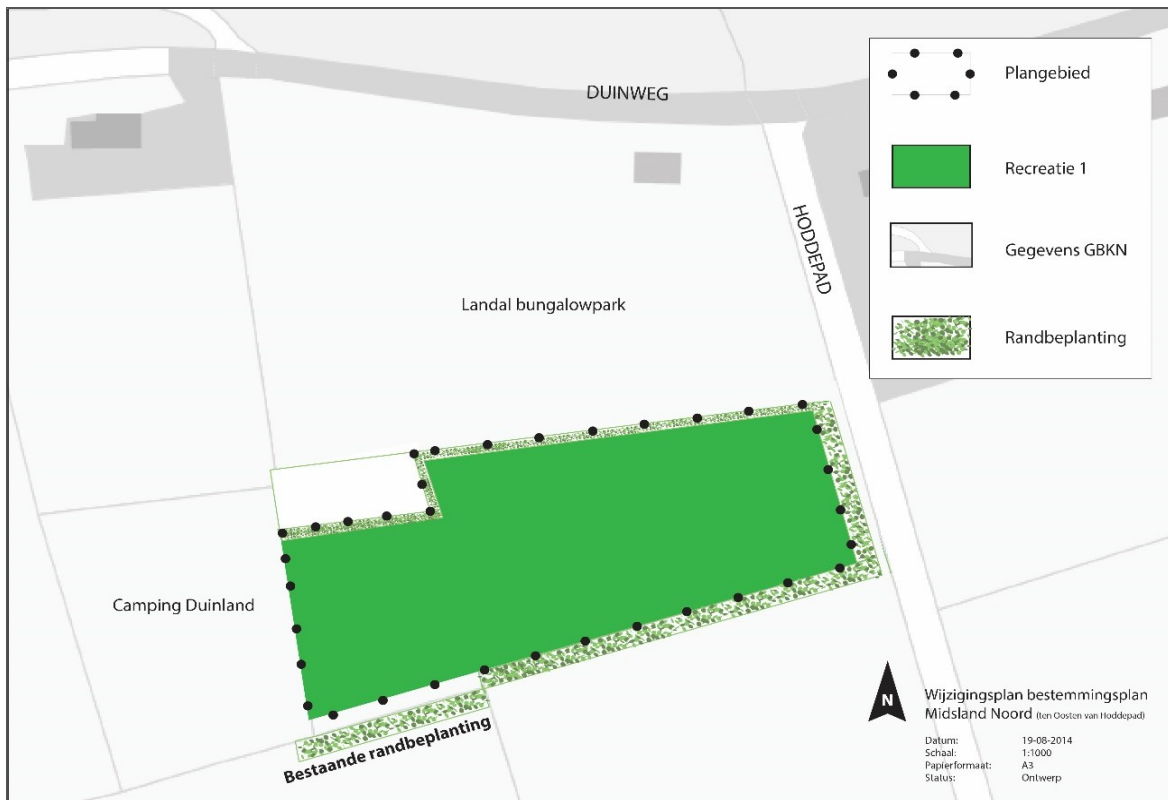 DUINWEG
HODDEPAD
Landal bungalowpark
Camping Duinland
Bestaande randbeplanting
Plangebied
Recreatie 1
Gegevens GBKN
Randbeplanting
N
Wijzigingsplan bestemmingsplan
Midsland Noord (ten Oosten van Hoddepad)
Datum: 19-08-2014
Schaal: 1:1000
Papierformaat: A3
Status: Ontwerp